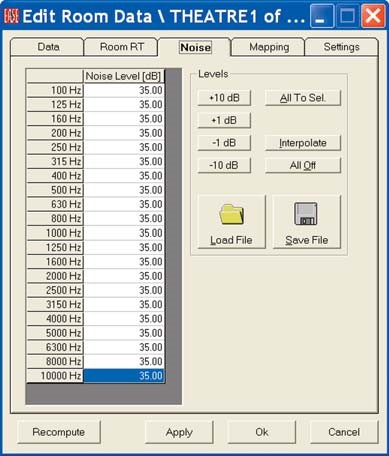 EASE Edit Room Data \ THEATRE1 of ...
Data Room RT Noise Mapping Settings
Noise Level [dB]
100 Hz 35.00
125 Hz 35.00
160 Hz 35.00
200 Hz 35.00
250 Hz 35.00
315 Hz 35.00
400 Hz 35.00
500 Hz 35.00
630 Hz 35.00
800 Hz 35.00
1000 Hz 35.00
1250 Hz 35.00
1600 Hz 35.00
2000 Hz 35.00
2500 Hz 35.00
3150 Hz 35.00
4000 Hz 35.00
5000 Hz 35.00
6300 Hz 35.00
8000 Hz 35.00
10000 Hz 35.00
Levels
+10 dB All To Sel.
+1 dB
-1 dB Interpolate
-10 dB All Off
Load File Save File
Recompute Apply Ok Cancel